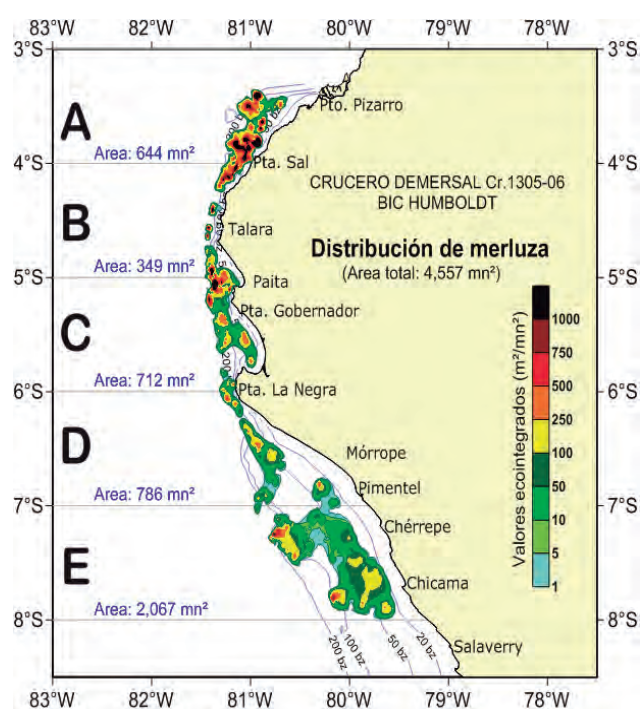 83°W 82°W 81°W 80°W 79°W 78°W
3°S 3°S
Pto. Pizarro
200 bz
A
Area: 644 mn²
4°S 4°S
Pta. Sal
CRUCERO DEMERSAL Cr.1305-06
BIC HUMBOLDT
B
Talara
Distribución de merluza
(Area total: 4,557 mn²)
Area: 349 mn²
5°S 5°S
Paita
Pta. Gobernador
C
Area: 712 mn²
6°S 6°S
Pta. La Negra
D
Mórrope
Pimentel
Area: 786 mn²
7°S 7°S
Chérrepe
E
Chicama
Area: 2,067 mn²
8°S 8°S
Salaverry
200 bz
100 bz
50 bz
20 bz
Valores ecointegrados (m²/mn²)
1000
750
500
250
100
50
10
5
1
83°W 82°W 81°W 80°W 79°W 78°W